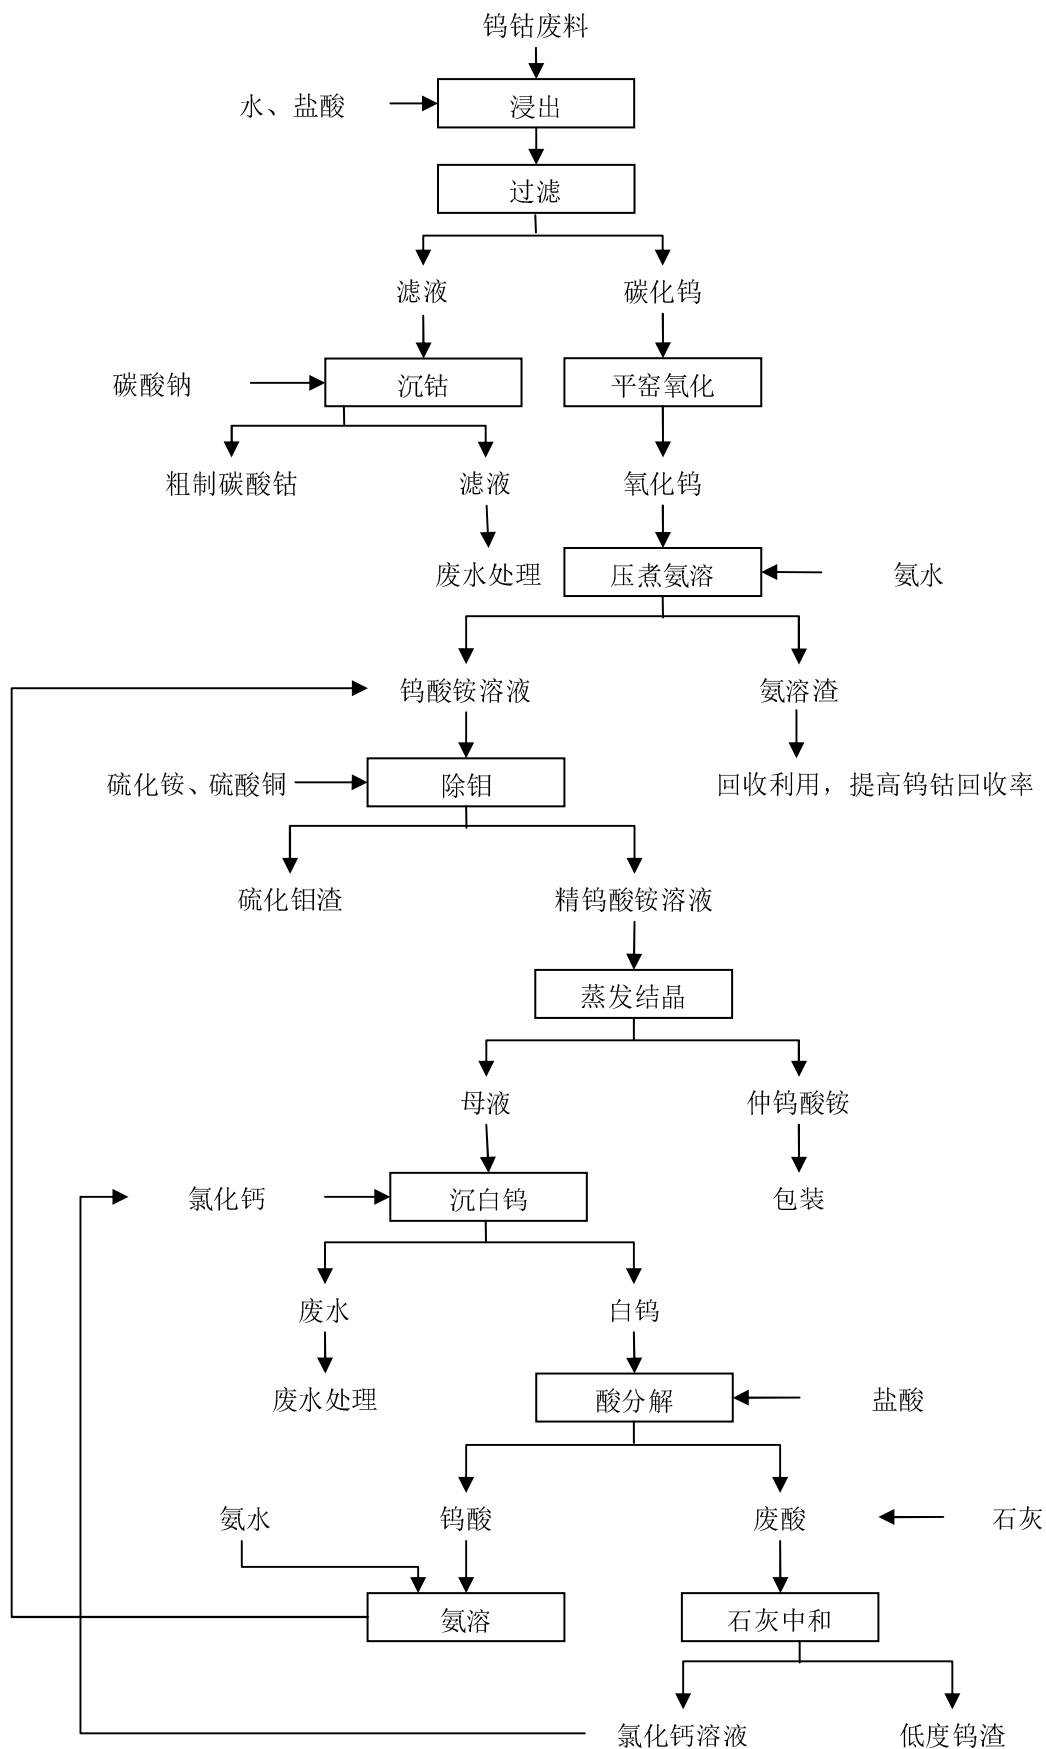 钨钴废料
水、盐酸
浸出
过滤
滤液
碳化钨
碳酸钠
沉钴
平窑氧化
粗制碳酸钴
滤液
氧化钨
废水处理
压煮氨溶
氨水
钨酸铵溶液
氨溶渣
硫化铵、硫酸铜
除钼
回收利用，提高钨钴回收率
硫化钼渣
精钨酸铵溶液
蒸发结晶
母液
仲钨酸铵
氯化钙
沉白钨
包装
废水
白钨
废水处理
酸分解
盐酸
氨水
钨酸
废酸
石灰
氨溶
石灰中和
氯化钙溶液
低度钨渣